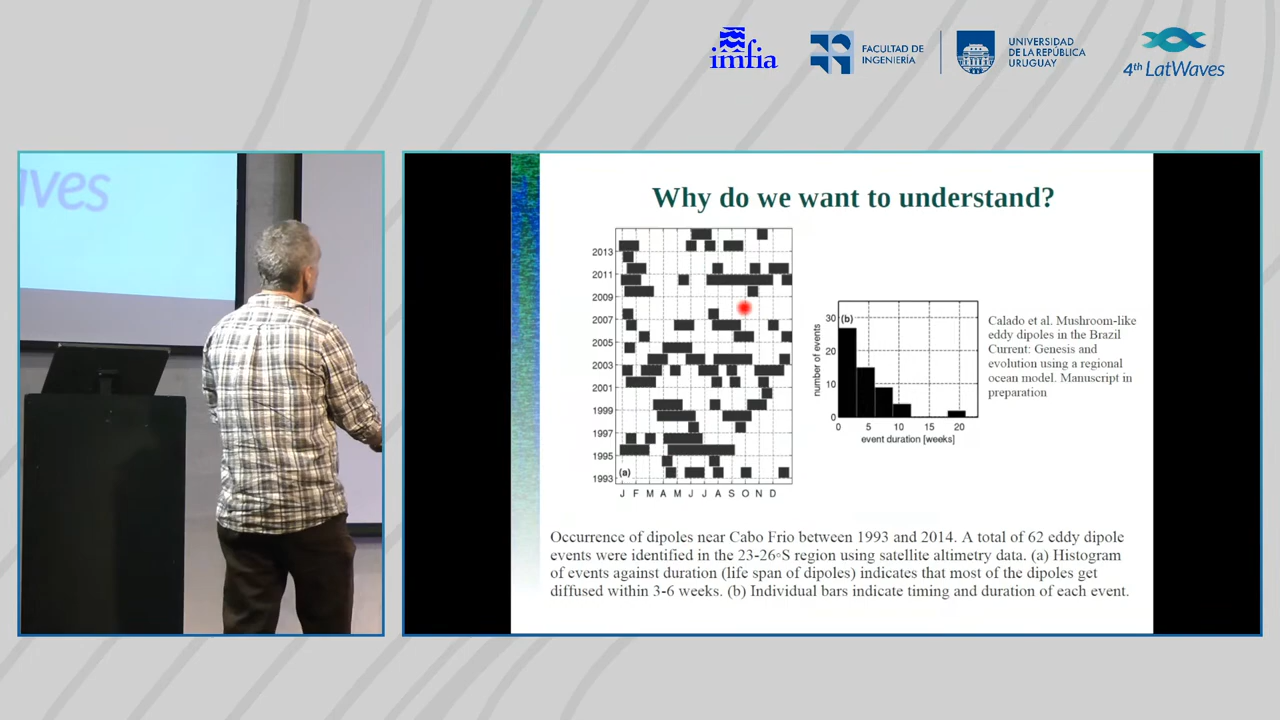 imfia
FACULTAD DE
INGENIERÍA
UNIVERSIDAD
DE LA REPÚBLICA
URUGUAY
4th LatWaves
aves
Why do we want to understand?
2013
2011
2009
2007
2005
2003
2001
1999
1997
1995
1993
(a)
J F M A M J J A S O N D
(b)
30
20
10
0
0 5 10 15 20
number of events
event duration [weeks]
Calado et al. Mushroom-like
eddy dipoles in the Brazil
Current: Genesis and
evolution using a regional
ocean model. Manuscript in
preparation
Occurrence of dipoles near Cabo Frio between 1993 and 2014. A total of 62 eddy dipole
events were identified in the 23-26◦S region using satellite altimetry data. (a) Histogram
of events against duration (life span of dipoles) indicates that most of the dipoles get
diffused within 3-6 weeks. (b) Individual bars indicate timing and duration of each event.